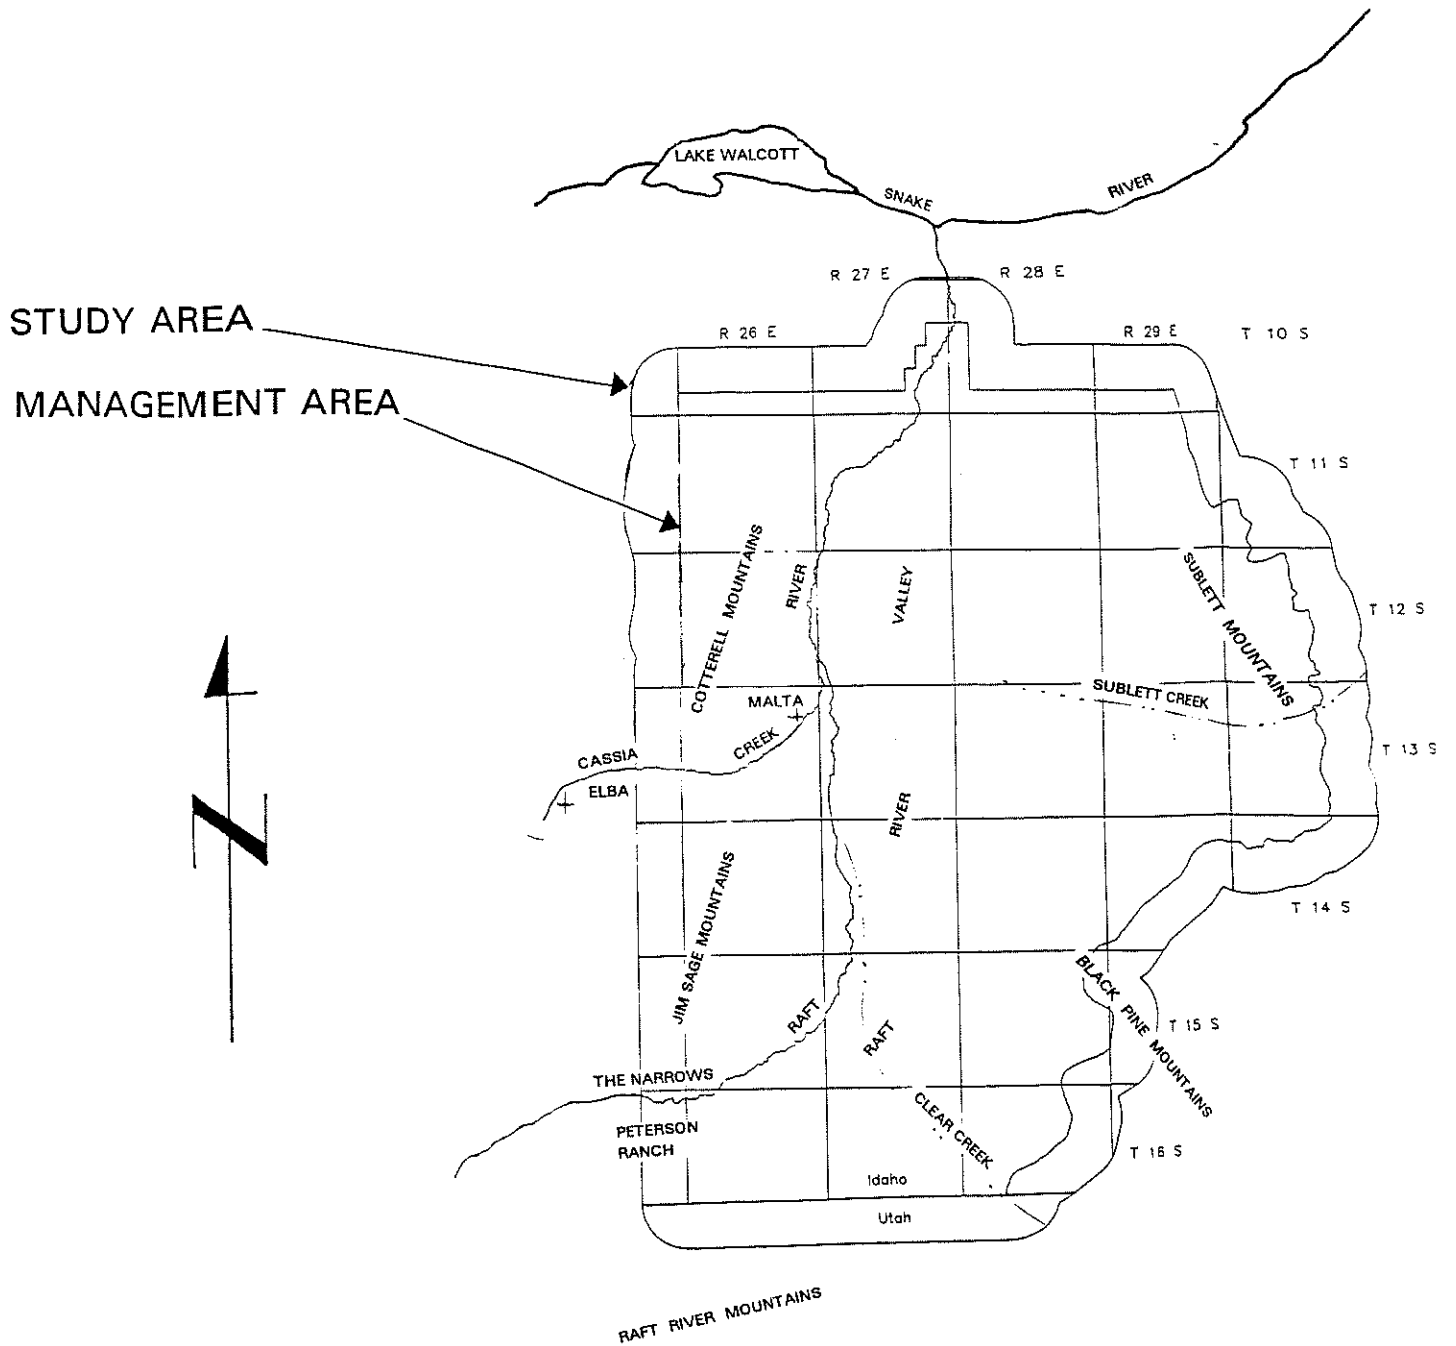 LAKE WALCOTT
SNAKE
RIVER
R 27 E
R 28 E
STUDY AREA
R 26 E
R 29 E
T 10 S
MANAGEMENT AREA
T 11 S
COTTERELL MOUNTAINS
RIVER
VALLEY
SUBLETT MOUNTAINS
T 12 S
MALTA
SUBLETT CREEK
CASSIA
CREEK
T 13 S
ELBA
RIVER
JIM SAGE MOUNTAINS
T 14 S
BLACK PINE MOUNTAINS
RAFT
RAFT
T 15 S
THE NARROWS
CLEAR CREEK
PETERSON
RANCH
T 16 S
Idaho
Utah
RAFT RIVER MOUNTAINS
N